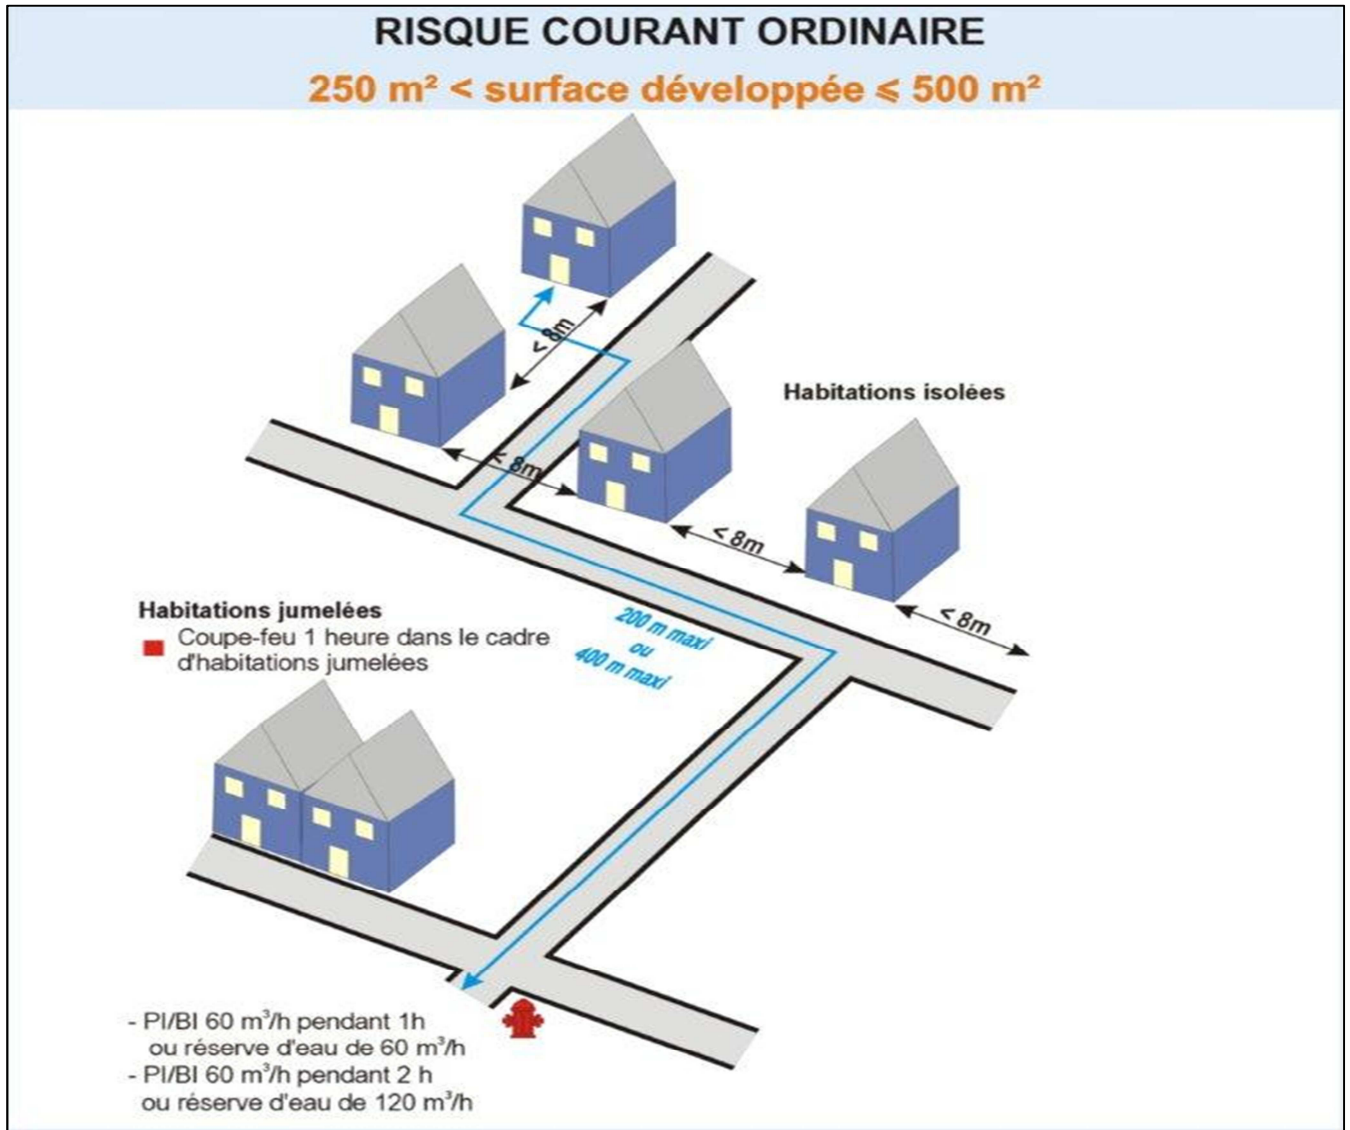 RISQUE COURANT ORDINAIRE
250 m² < surface développée ⩽ 500 m²
< 8m
Habitations isolées
< 8m
< 8m
< 8m
Habitations jumelées
Coupe-feu 1 heure dans le cadre
d'habitations jumelées
200 m maxi
ou
400 m maxi
- PI/BI 60 m³/h pendant 1h
ou réserve d'eau de 60 m³/h
- PI/BI 60 m³/h pendant 2 h
ou réserve d'eau de 120 m³/h